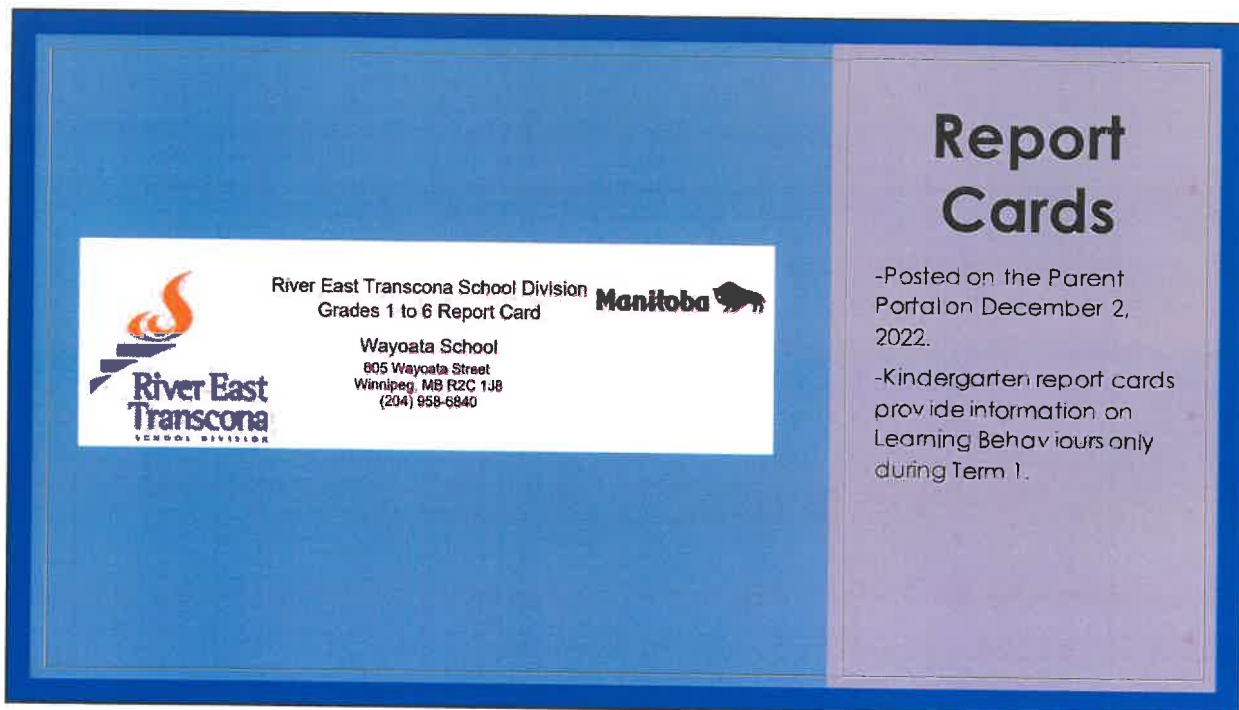 River East
Transcona
SCHOOL DIVISION
River East Transcona School Division
Grades 1 to 6 Report Card
Manitoba
Wayoata School
805 Wayoata Street
Winnipeg, MB R2C 1J8
(204) 958-6840
Report
Cards
-Posted on the Parent
Portal on December 2,
2022.
-Kindergarten report cards
provide information on
Learning Behaviours only
during Term 1.